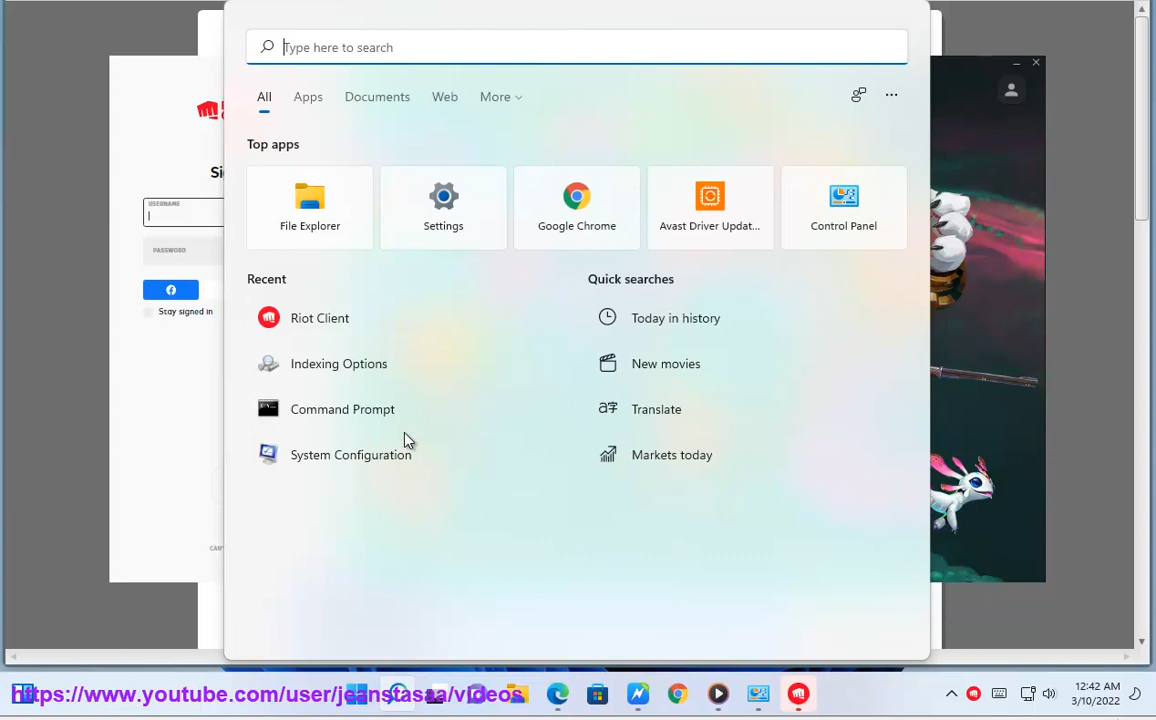 Type here to search
All Apps Documents Web More
Top apps
File Explorer
Settings
Google Chrome
Avast Driver Updat...
Control Panel
Recent
Riot Client
Indexing Options
Command Prompt
System Configuration
Quick searches
Today in history
New movies
Translate
Markets today
USERNAME
PASSWORD
Stay signed in
https://www.youtube.com/user/jeanstasaa/videos
12:42 AM
3/10/2022